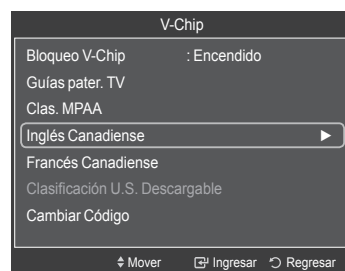 V-Chip
Bloqueo V-Chip : Encendido
Guías pater. TV
Clas. MPAA
Inglés Canadiense
Francés Canadiense
Clasificación U.S. Descargable
Cambiar Código
Mover Ingresar Regresar